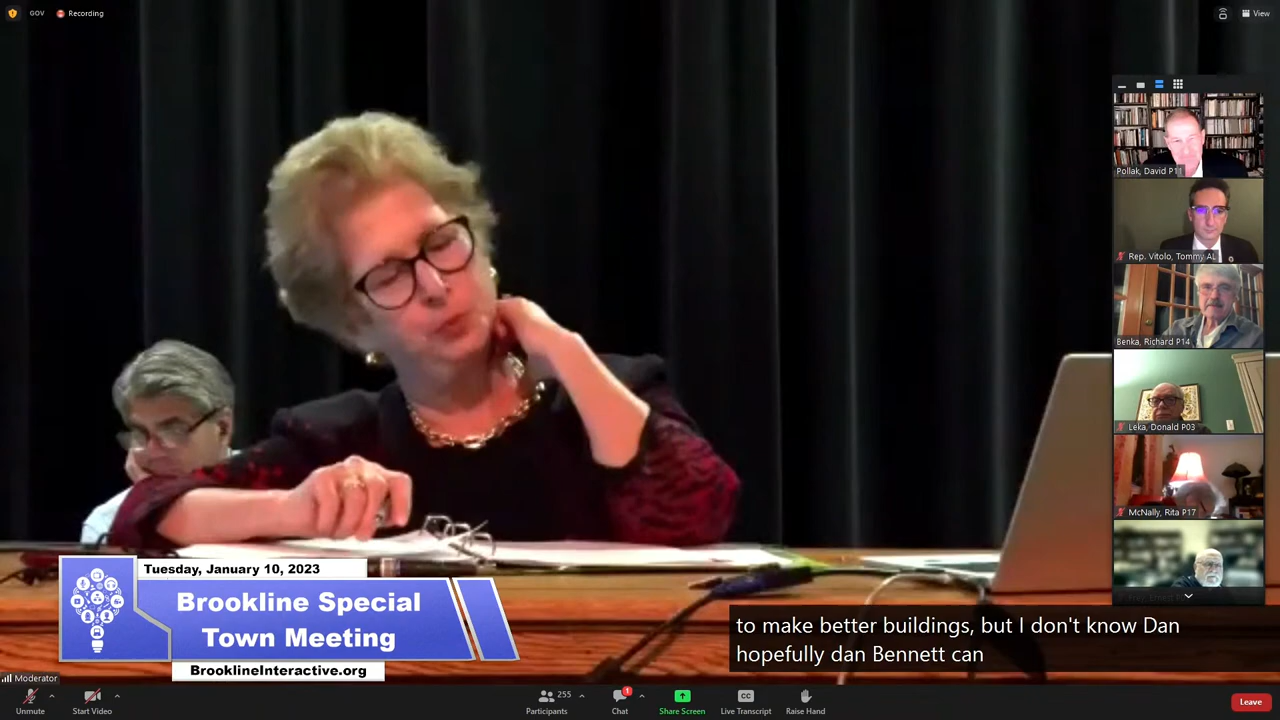 GOV
Recording
View
Pollak, David P11
Rep. Vitolo, Tommy AL
Benka, Richard P14
Leka, Donald P03
McNally, Rita P17
Tuesday, January 10, 2023
Brookline Special
Town Meeting
BrooklineInteractive.org
to make better buildings, but I don't know Dan
hopefully dan Bennett can
Moderator
Unmute
Start Video
255
Participants
1
Chat
Share Screen
CC
Live Transcript
Raise Hand
Leave